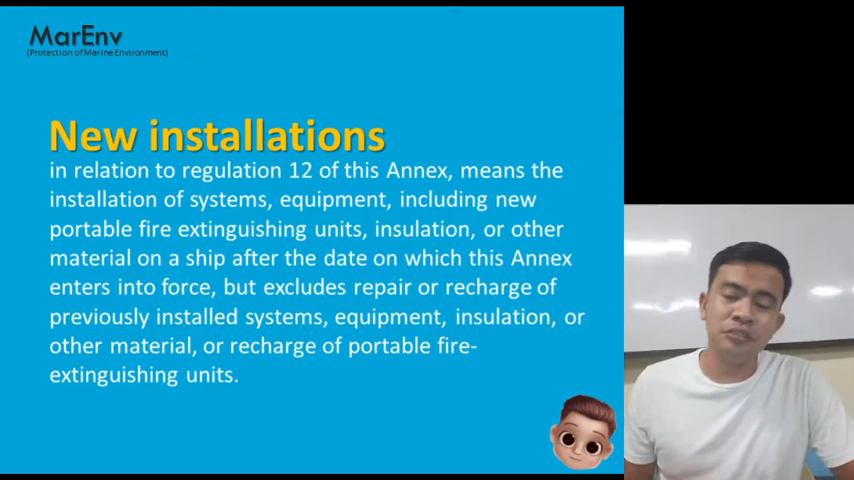 MarEnv
(Protection of Marine Environment)
New installations
in relation to regulation 12 of this Annex, means the
installation of systems, equipment, including new
portable fire extinguishing units, insulation, or other
material on a ship after the date on which this Annex
enters into force, but excludes repair or recharge of
previously installed systems, equipment, insulation, or
other material, or recharge of portable fire-
extinguishing units.